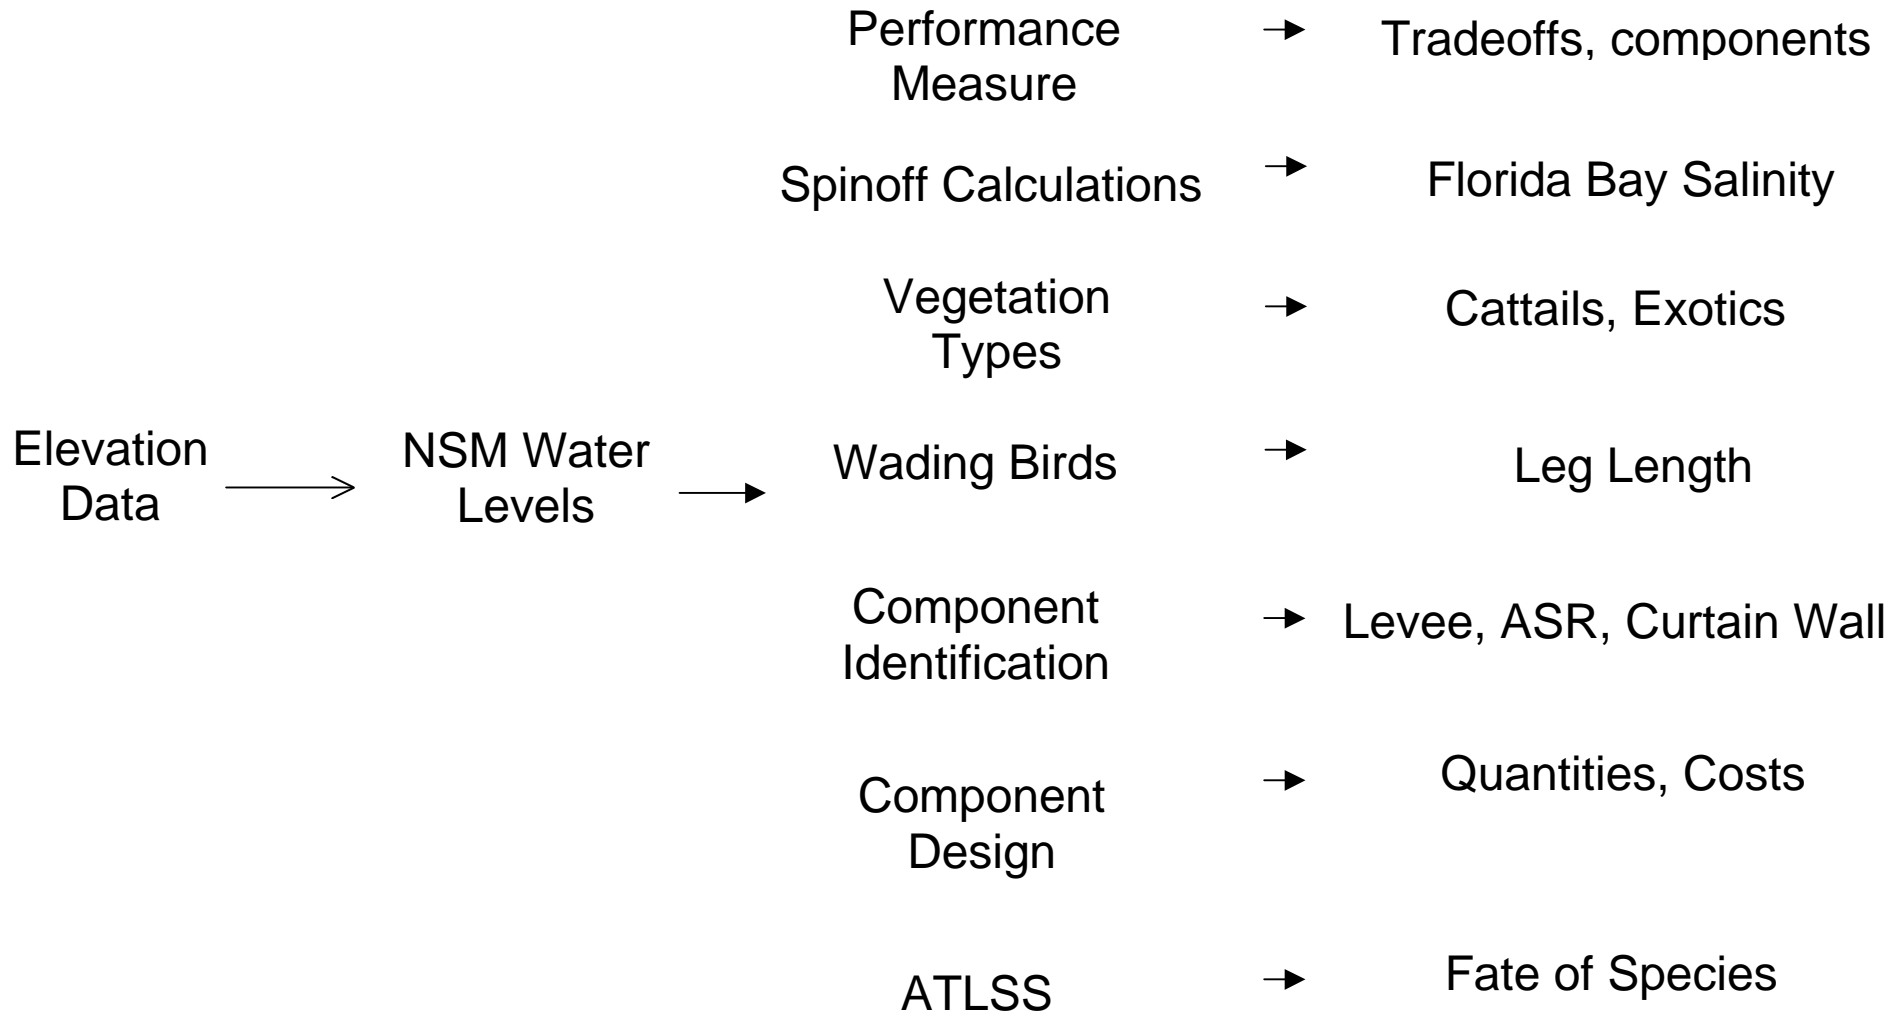 Performance
Measure
Tradeoffs, components
Spinoff Calculations
Florida Bay Salinity
Vegetation
Types
Cattails, Exotics
Elevation
Data
NSM Water
Levels
Wading Birds
Leg Length
Component
Identification
Levee, ASR, Curtain Wall
Component
Design
Quantities, Costs
ATLSS
Fate of Species